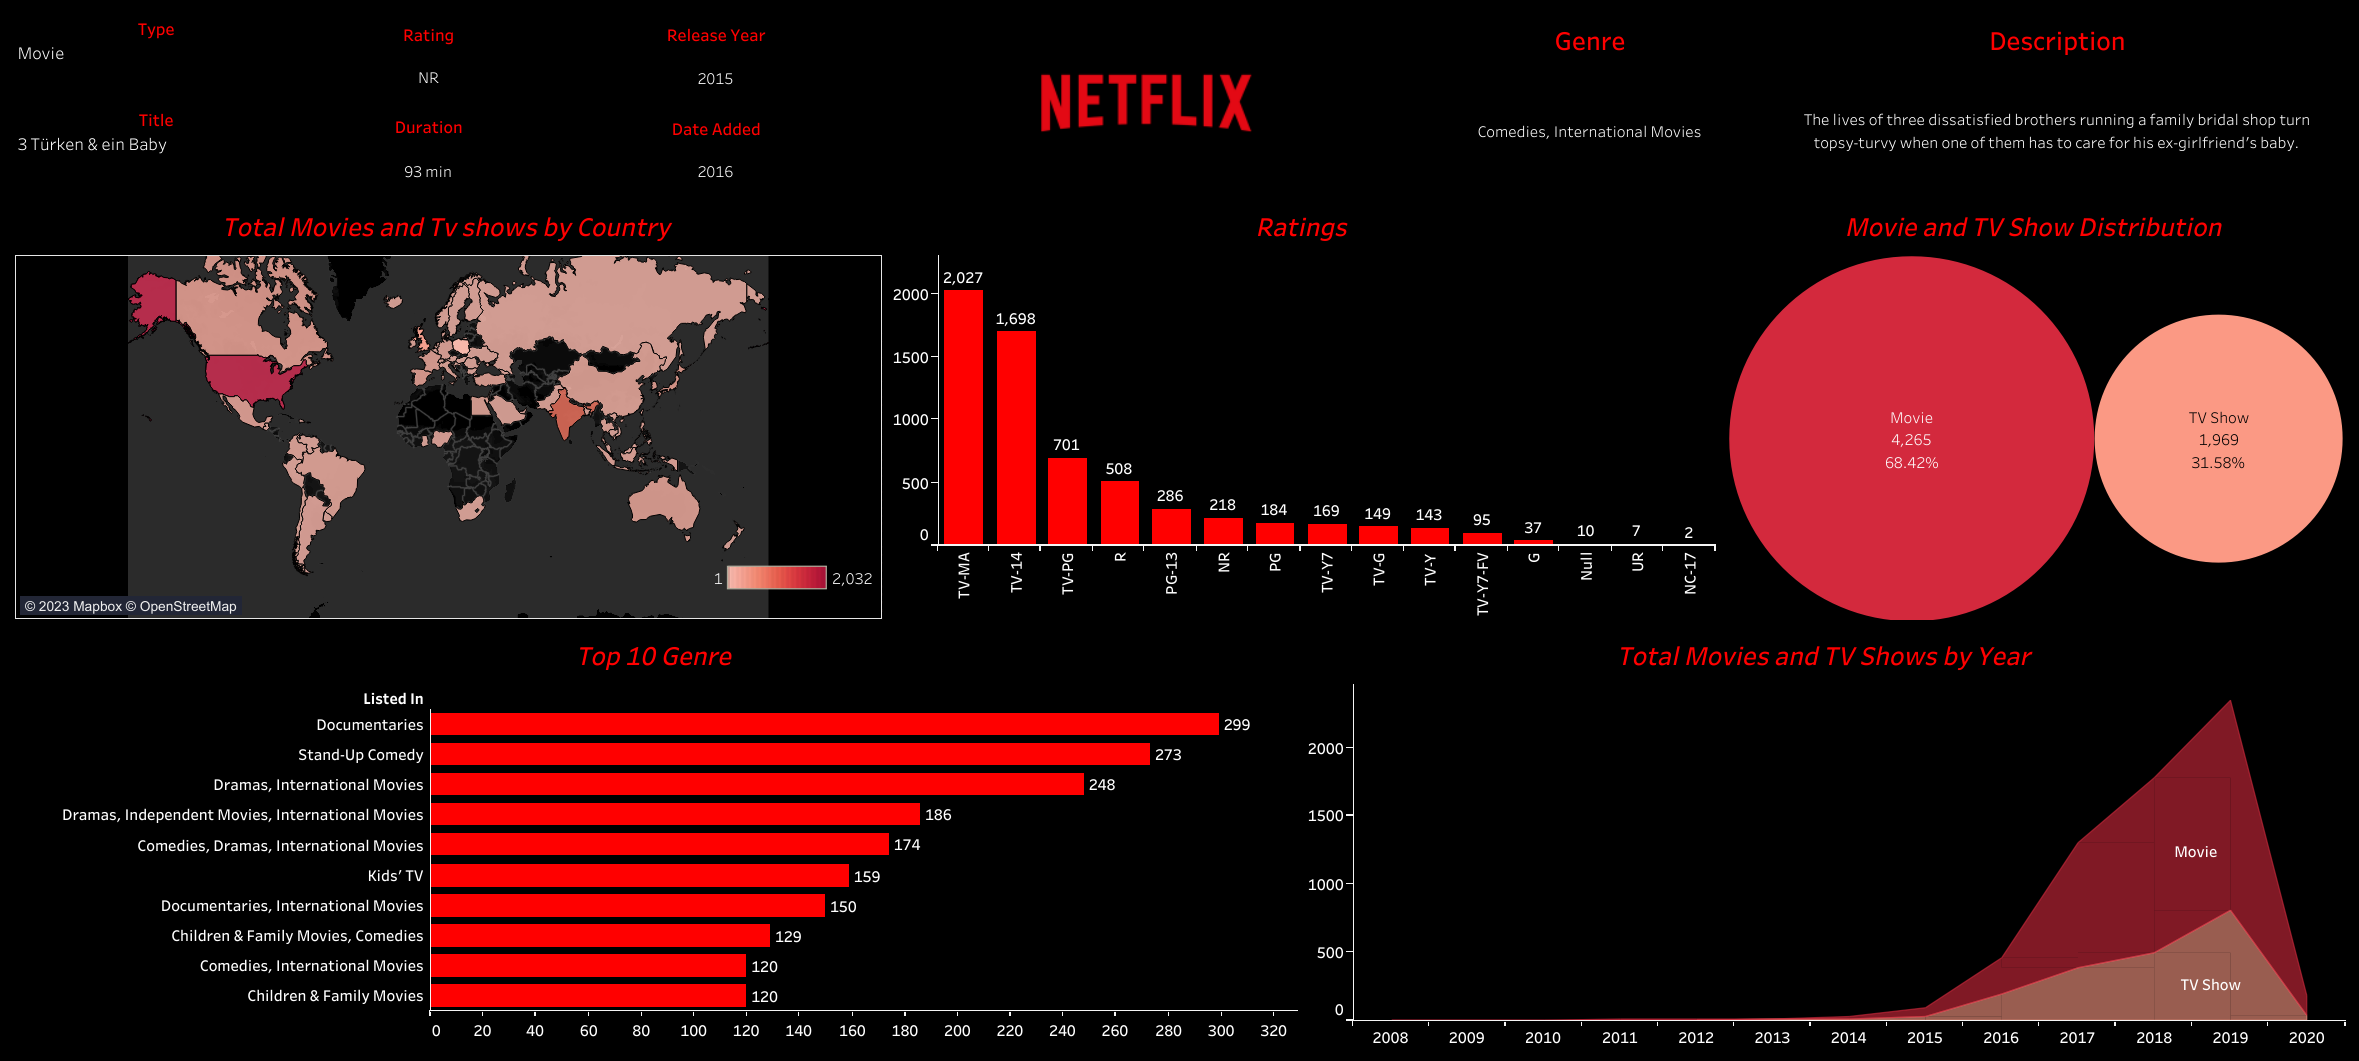 Type
Movie
Title
3 Türken & ein Baby
Rating
NR
Duration
93 min
Release Year
2015
Date Added
2016
NETFLIX
Genre
Comedies, International Movies
Description
The lives of three dissatisfied brothers running a family bridal shop turn
topsy-turvy when one of them has to care for his ex-girlfriend's baby.
Total Movies and Tv shows by Country
1
2,032
© 2023 Mapbox © OpenStreetMap
Ratings
2000
1500
1000
500
0
2,027
1,698
701
508
286
218
184
169
149
143
95
37
10
7
2
TV-MA
TV-14
TV-PG
R
PG-13
NR
PG
TV-Y7
TV-G
TV-Y
TV-Y7-FV
G
Null
UR
NC-17
Movie and TV Show Distribution
Movie
4,265
68.42%
TV Show
1,969
31.58%
Top 10 Genre
Listed In
Documentaries 299
Stand-Up Comedy 273
Dramas, International Movies 248
Dramas, Independent Movies, International Movies 186
Comedies, Dramas, International Movies 174
Kids' TV 159
Documentaries, International Movies 150
Children & Family Movies, Comedies 129
Comedies, International Movies 120
Children & Family Movies 120
0 20 40 60 80 100 120 140 160 180 200 220 240 260 280 300 320
Total Movies and TV Shows by Year
2000
1500
1000
500
0
Movie
TV Show
2008 2009 2010 2011 2012 2013 2014 2015 2016 2017 2018 2019 2020